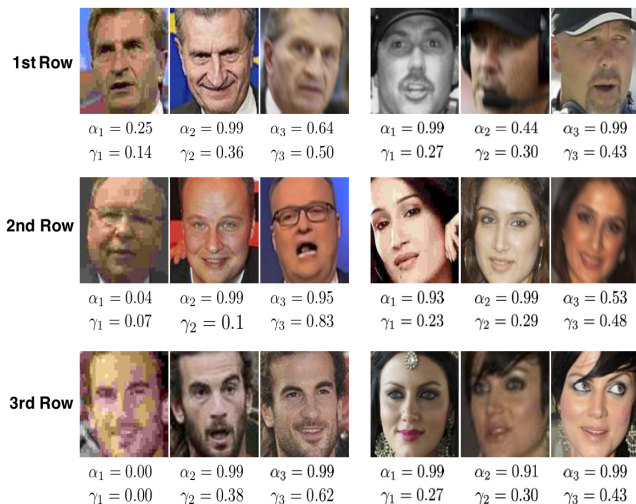 1st Row
α₁ = 0.25 α₂ = 0.99 α₃ = 0.64 α₁ = 0.99 α₂ = 0.44 α₃ = 0.99
γ₁ = 0.14 γ₂ = 0.36 γ₃ = 0.50 γ₁ = 0.27 γ₂ = 0.30 γ₃ = 0.43
2nd Row
α₁ = 0.04 α₂ = 0.99 α₃ = 0.95 α₁ = 0.93 α₂ = 0.99 α₃ = 0.53
γ₁ = 0.07 γ₂ = 0.1 γ₃ = 0.83 γ₁ = 0.23 γ₂ = 0.29 γ₃ = 0.48
3rd Row
α₁ = 0.00 α₂ = 0.99 α₃ = 0.99 α₁ = 0.99 α₂ = 0.91 α₃ = 0.99
γ₁ = 0.00 γ₂ = 0.38 γ₃ = 0.62 γ₁ = 0.27 γ₂ = 0.30 γ₃ = 0.43